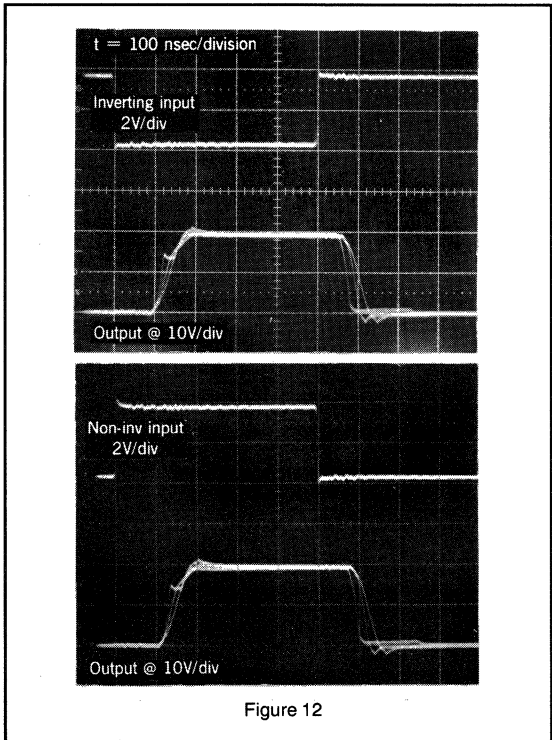 t = 100 nsec/division
Inverting input
2V/div
Output @ 10V/div
Non-inv input
2V/div
Output @ 10V/div
Figure 12